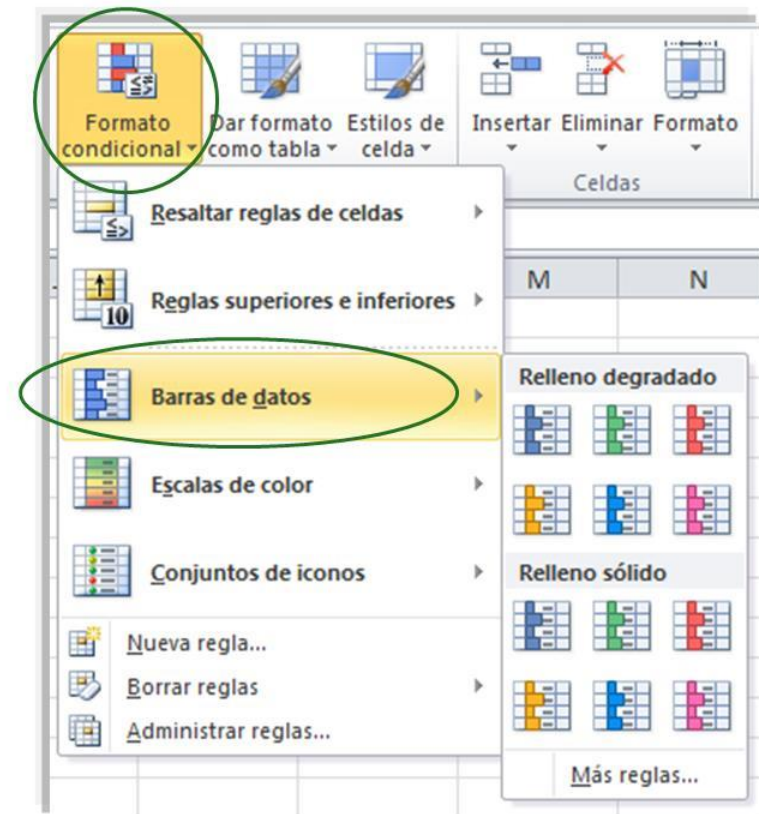 Formato condicional
Dar formato como tabla
Estilos de celda
Insertar Eliminar Formato
Celdas
Resaltar reglas de celdas
Reglas superiores e inferiores
10
Barras de datos
Escalas de color
Conjuntos de iconos
Nueva regla...
Borrar reglas
Administrar reglas...
M N
Relleno degradado
Relleno sólido
Más reglas...